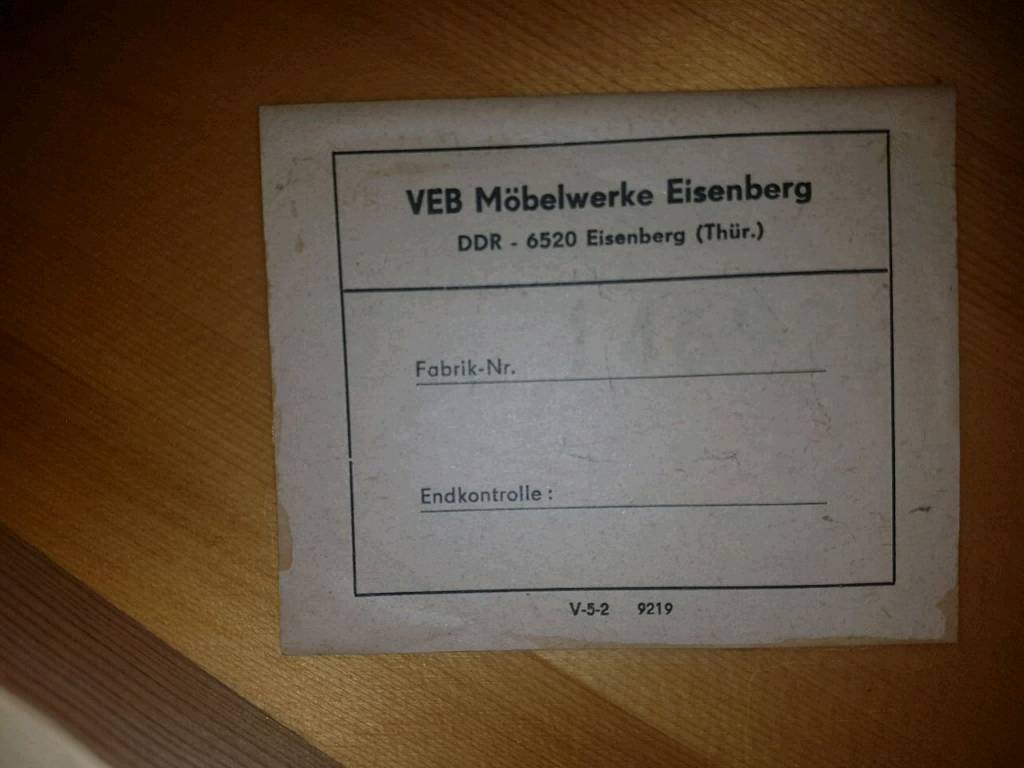 VEB Möbelwerke Eisenberg
DDR - 6520 Eisenberg (Thür.)
Fabrik-Nr.
Endkontrolle :
V-5-2 9219